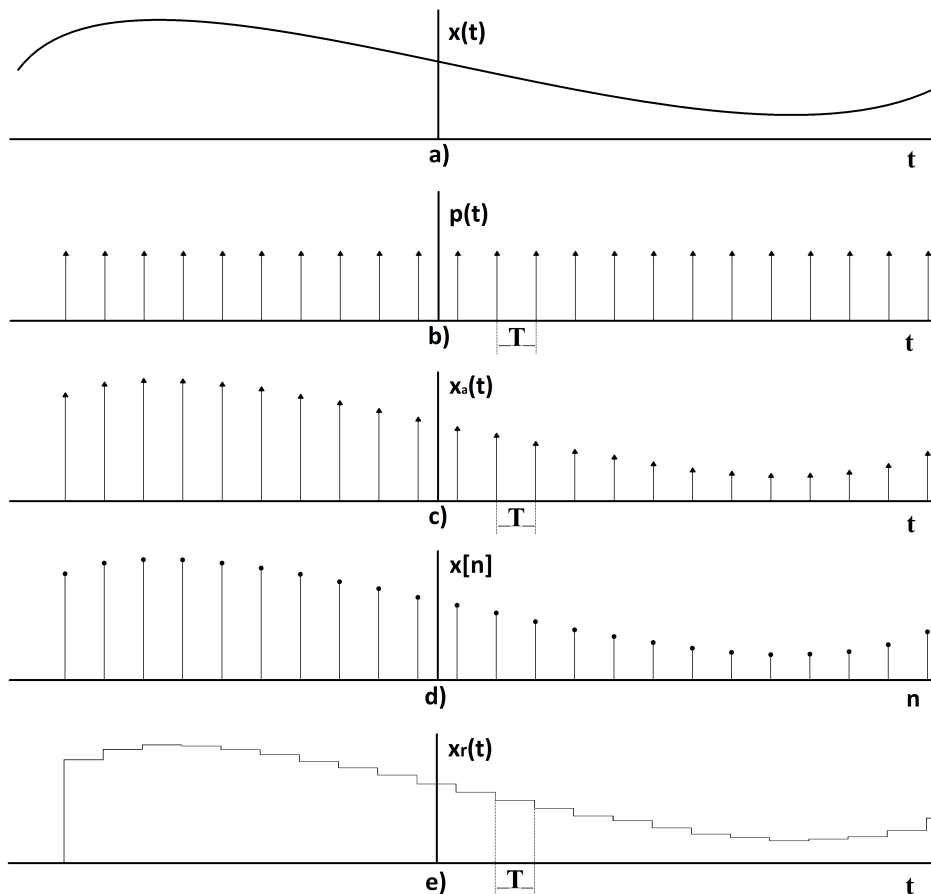 x(t)
a) t
p(t)
b) T t
xa(t)
c) T t
x[n]
d) n
xr(t)
e) T t